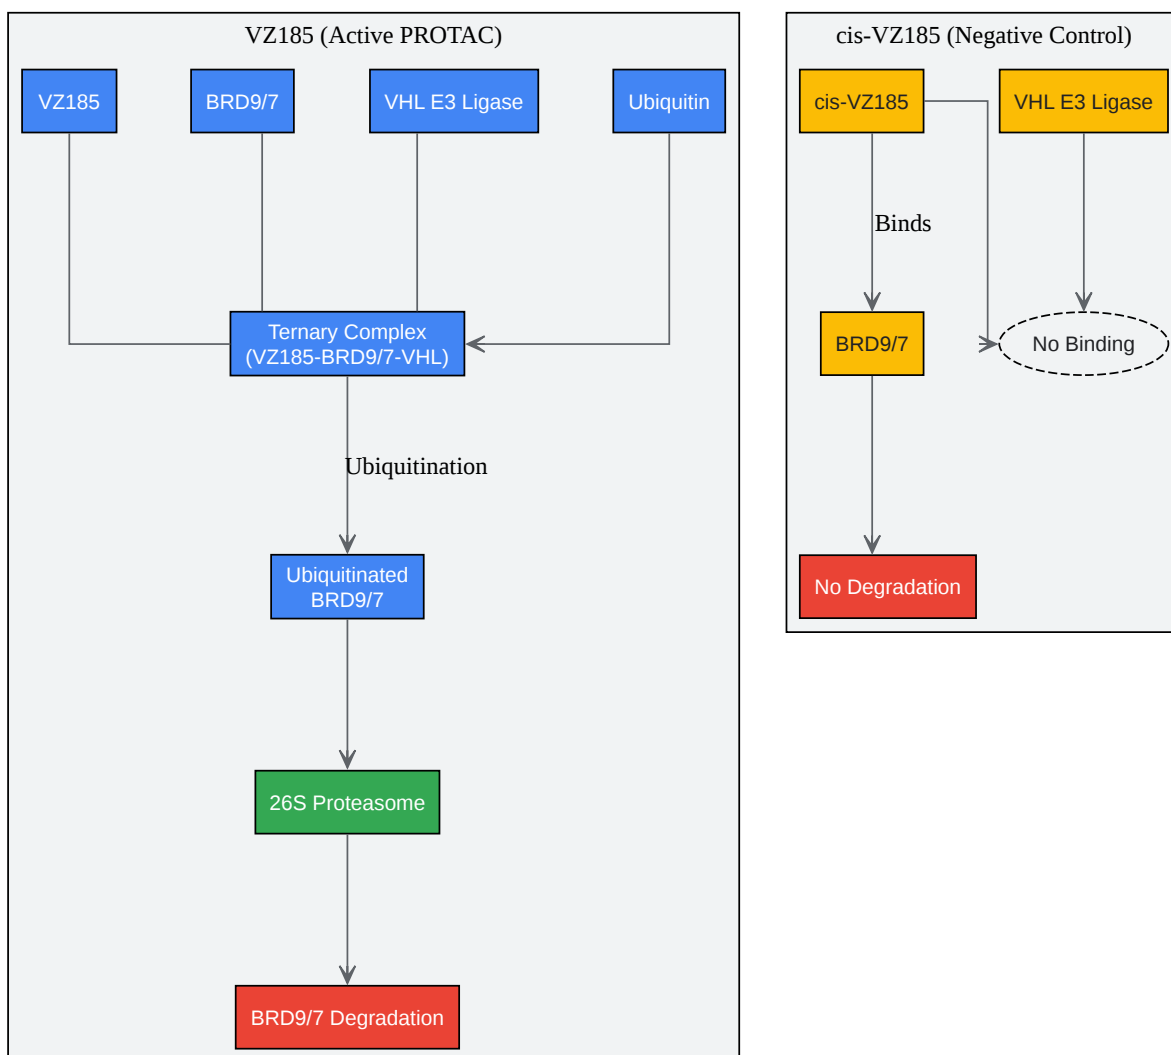 VZ185 (Active PROTAC)
VZ185
BRD9/7
VHL E3 Ligase
Ubiquitin
Ternary Complex
(VZ185-BRD9/7-VHL)
Ubiquitination
Ubiquitinated
BRD9/7
26S Proteasome
BRD9/7 Degradation
cis-VZ185 (Negative Control)
cis-VZ185
VHL E3 Ligase
Binds
BRD9/7
No Binding
No Degradation